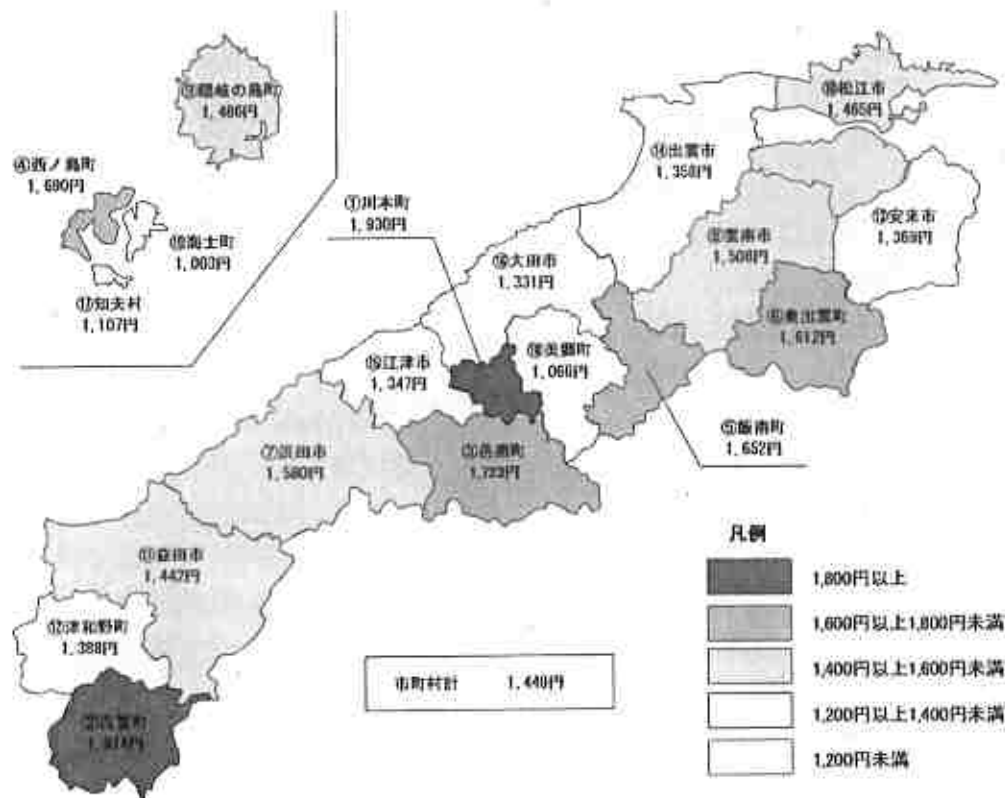 ⑨隠岐の島町
1,486円
⑩松江市
1,465円
④西ノ島町
1,690円
⑲海士町
1,003円
⑰知夫村
1,107円
①川本町
1,930円
⑭出雲市
1,358円
⑬安来市
1,369円
⑧雲南市
1,508円
⑯大田市
1,331円
⑥奥出雲町
1,612円
⑱美郷町
1,066円
⑮江津市
1,347円
⑤飯南町
1,652円
⑦浜田市
1,580円
③邑南町
1,723円
⑪益田市
⑫津和野町
1,388円
②吉賀町
市町村計
凡例
1,800円以上
1,600円以上1,800円未満
1,400円以上1,600円未満
1,200円以上1,400円未満
1,200円未満